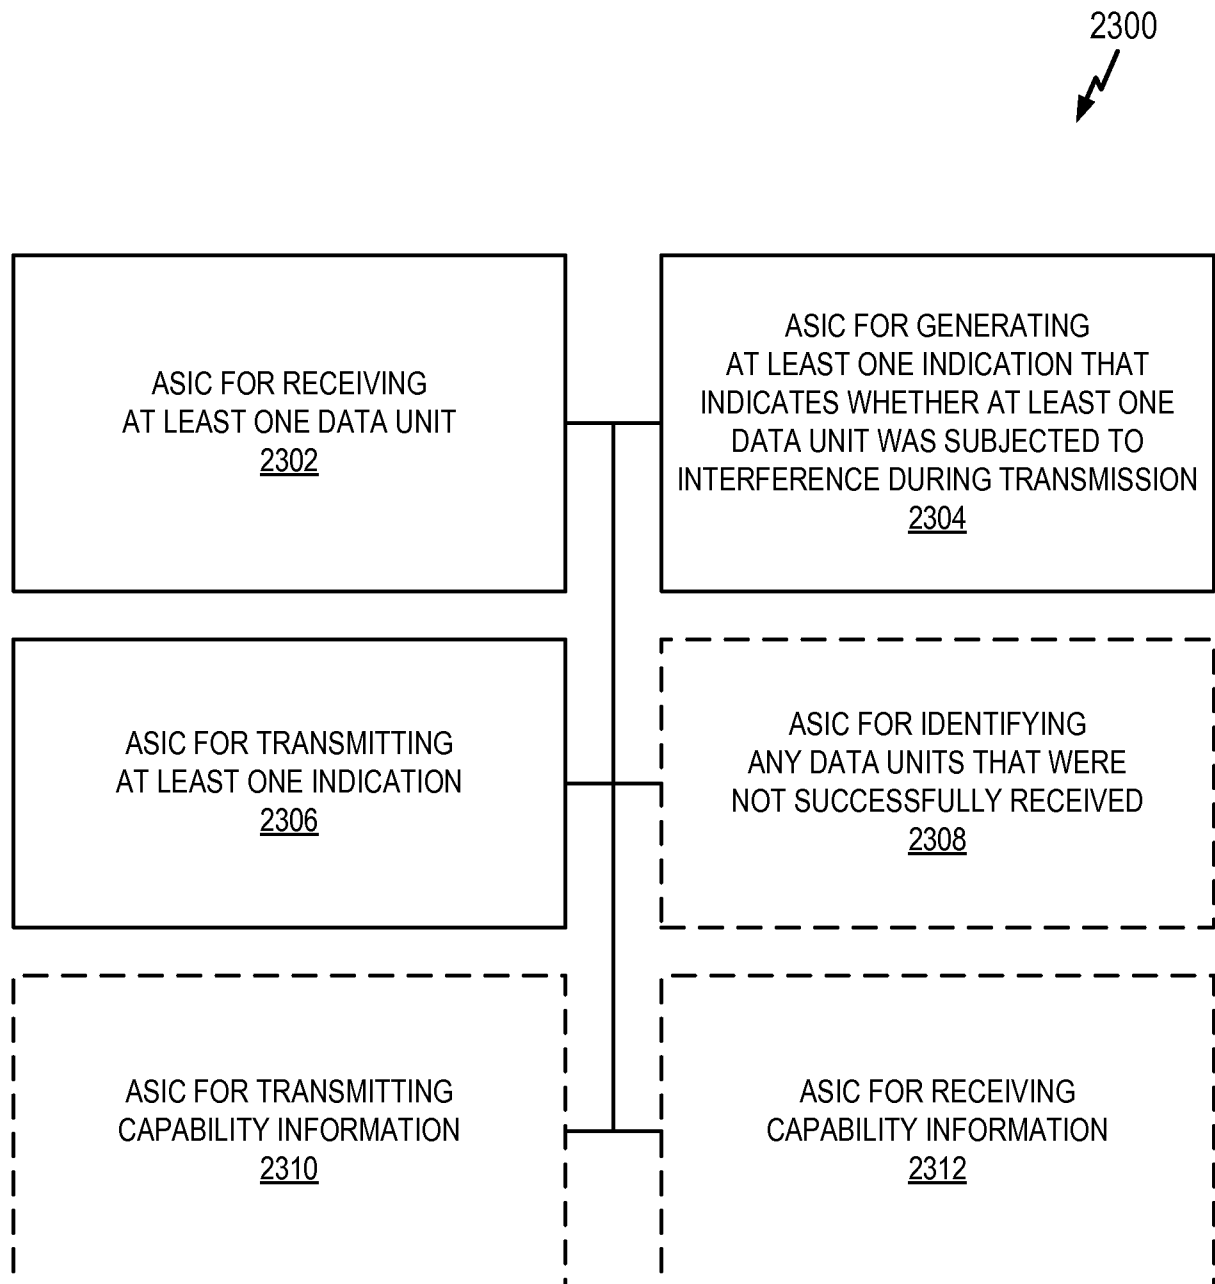 2300
ASIC FOR RECEIVING
AT LEAST ONE DATA UNIT
2302
ASIC FOR GENERATING
AT LEAST ONE INDICATION THAT
INDICATES WHETHER AT LEAST ONE
DATA UNIT WAS SUBJECTED TO
INTERFERENCE DURING TRANSMISSION
2304
ASIC FOR TRANSMITTING
AT LEAST ONE INDICATION
2306
ASIC FOR IDENTIFYING
ANY DATA UNITS THAT WERE
NOT SUCCESSFULLY RECEIVED
2308
ASIC FOR TRANSMITTING
CAPABILITY INFORMATION
2310
ASIC FOR RECEIVING
CAPABILITY INFORMATION
2312